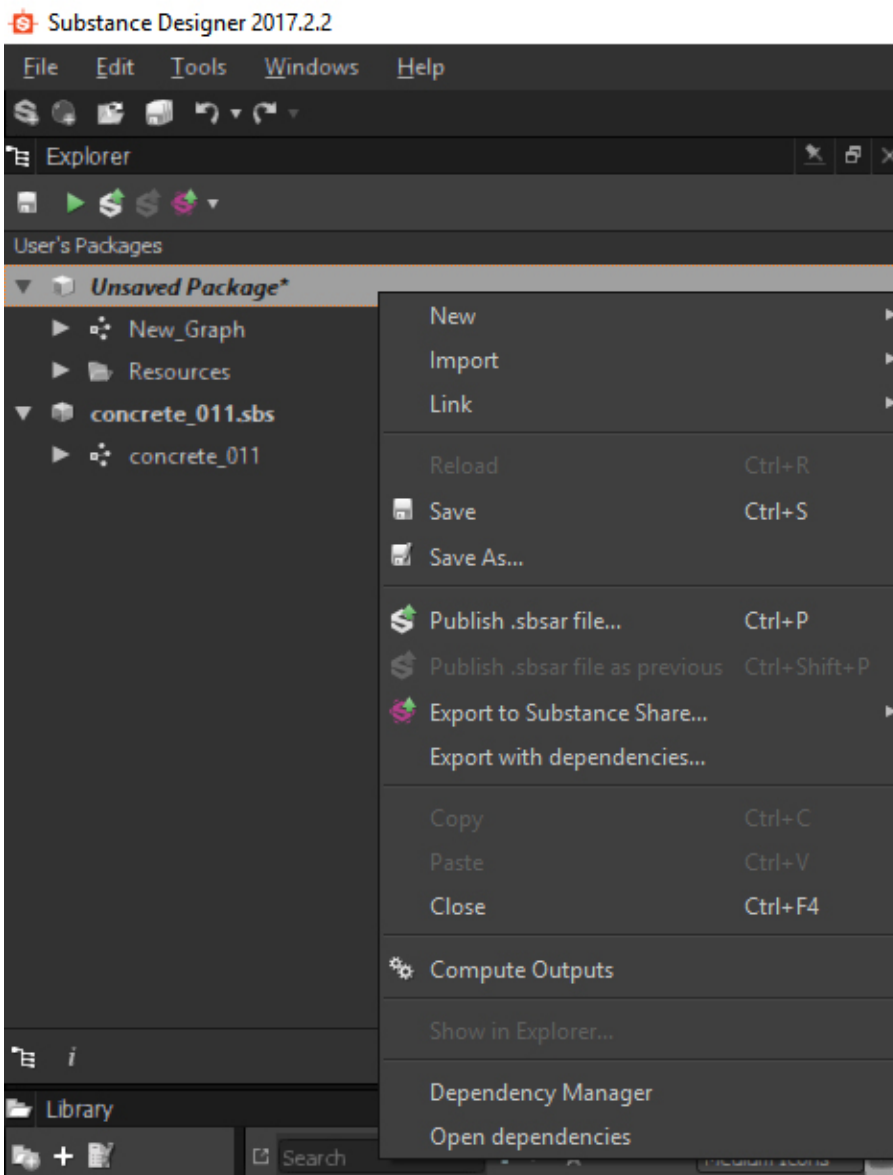 Substance Designer 2017.2.2
File Edit Tools Windows Help
Explorer
User's Packages
Unsaved Package*
New_Graph
Resources
concrete_011.sbs
concrete_011
New
Import
Link
Reload Ctrl+R
Save Ctrl+S
Save As...
Publish .sbsar file... Ctrl+P
Publish .sbsar file as previous Ctrl+Shift+P
Export to Substance Share...
Export with dependencies...
Copy Ctrl+C
Paste Ctrl+V
Close Ctrl+F4
Compute Outputs
Show in Explorer...
Dependency Manager
Open dependencies
i
Library
Search
Medium Icons